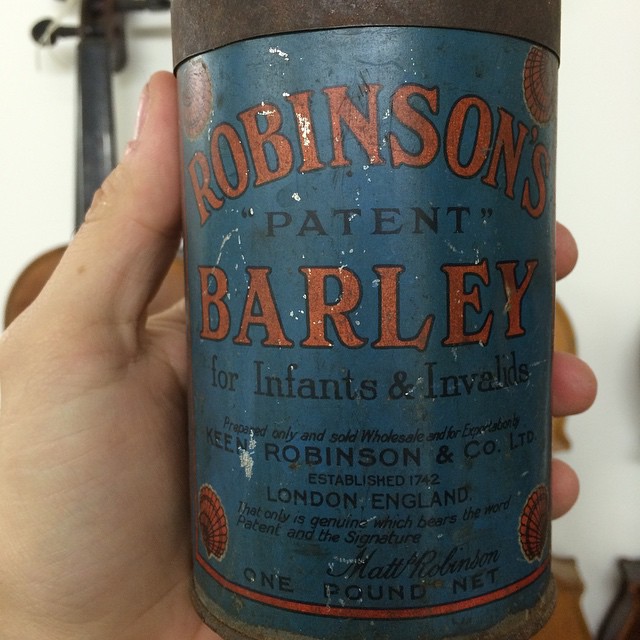 ROBINSON'S
"PATENT"
BARLEY
for Infants & Invalids
Prepared only and sold Wholesale and for Exportation by
KEEN, ROBINSON & CO. LTD.
ESTABLISHED 1742
LONDON, ENGLAND.
That only is genuine which bears the word
Patent and the Signature
Matt Robinson
ONE POUND NET